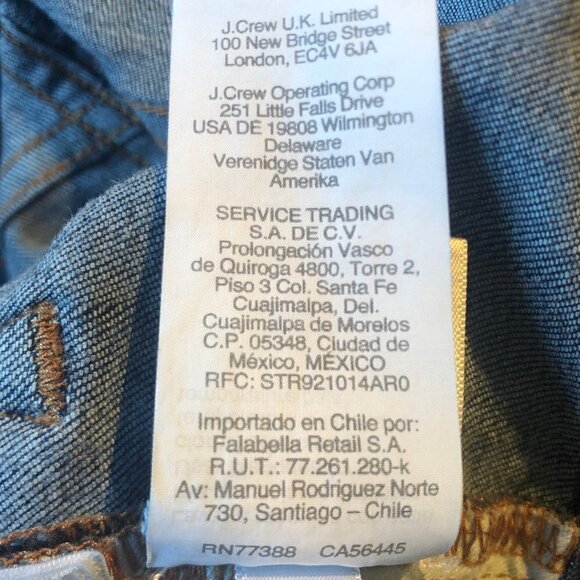 J.Crew U.K. Limited
100 New Bridge Street
London, EC4V 6JA
J.Crew Operating Corp
251 Little Falls Drive
USA DE 19808 Wilmington
Delaware
Verenidge Staten Van
Amerika
SERVICE TRADING
S.A. DE C.V.
Prolongación Vasco
de Quiroga 4800, Torre 2,
Piso 3 Col. Santa Fe
Cuajimalpa, Del.
Cuajimalpa de Morelos
C.P. 05348, Ciudad de
México, MÉXICO
RFC: STR921014AR0
Importado en Chile por:
Falabella Retail S.A.
R.U.T.: 77.261.280-k
Av: Manuel Rodriguez Norte
730, Santiago – Chile
RN77388 CA56445